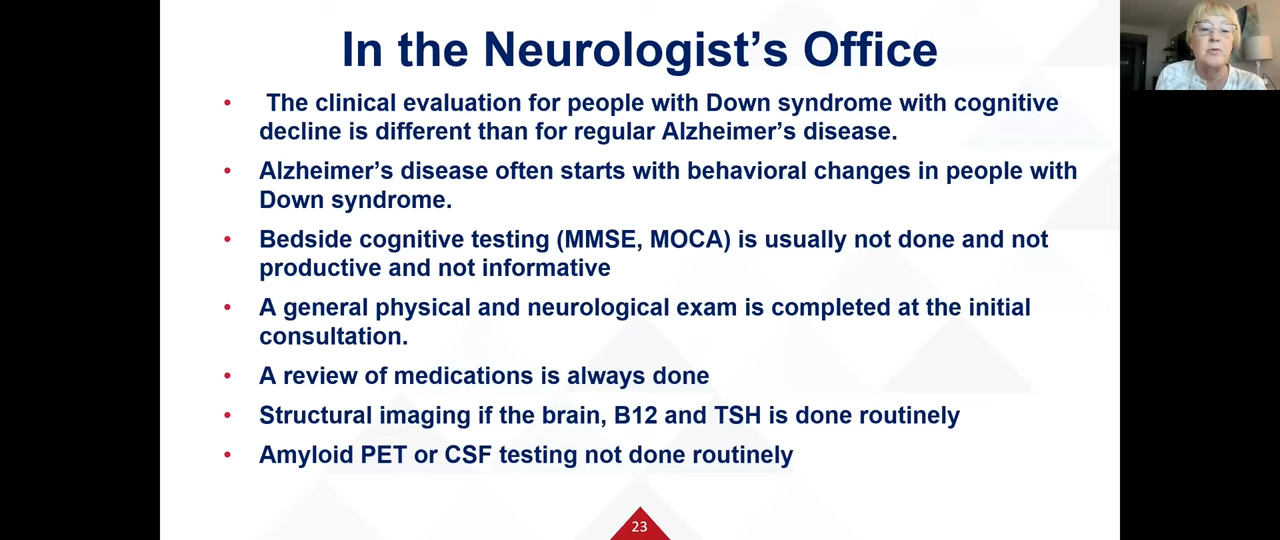 In the Neurologist's Office
• The clinical evaluation for people with Down syndrome with cognitive
decline is different than for regular Alzheimer's disease.
• Alzheimer's disease often starts with behavioral changes in people with
Down syndrome.
• Bedside cognitive testing (MMSE, MOCA) is usually not done and not
productive and not informative
• A general physical and neurological exam is completed at the initial
consultation.
• A review of medications is always done
• Structural imaging if the brain, B12 and TSH is done routinely
• Amyloid PET or CSF testing not done routinely
23